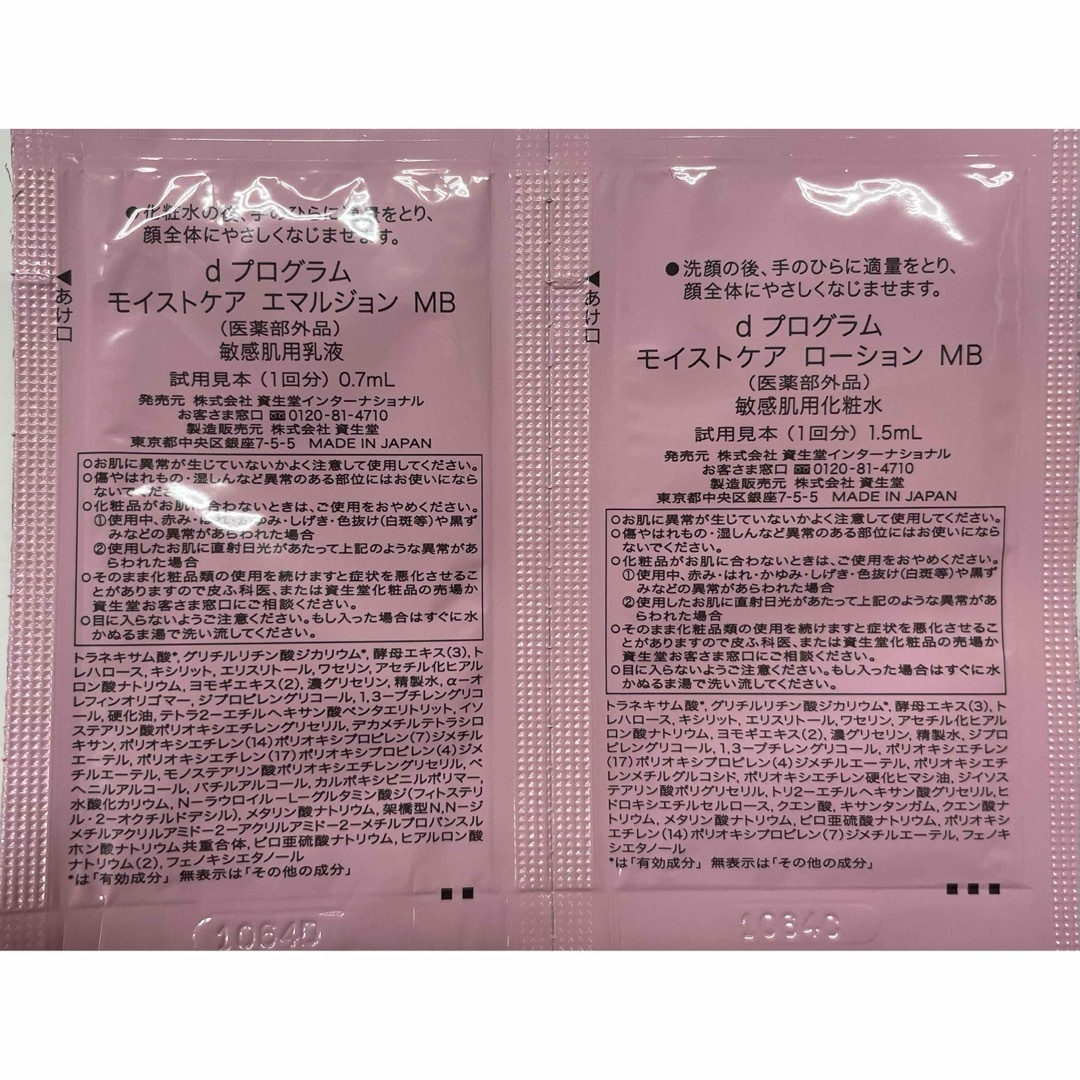 ●化粧水の後、手のひらに適量をとり、
顔全体にやさしくなじませます。
d プログラム
モイストケア エマルジョン MB
(医薬部外品)
敏感肌用乳液
試用見本 (1回分) 0.7mL
発売元 株式会社 資生堂インターナショナル
お客さま窓口 0120-81-4710
製造販売元 株式会社 資生堂
東京都中央区銀座7-5-5 MADE IN JAPAN
◀あけ口
○お肌に異常が生じていないかよく注意して使用してください。
○傷やはれもの・湿しんなど異常のある部位にはお使いになら
ないでください。
○化粧品がお肌に合わないときは、ご使用をおやめください。
①使用中、赤み・はれ・かゆみ・しげき・色抜け(白斑等)や黒ず
みなどの異常があらわれた場合
②使用したお肌に直射日光があたって上記のような異常があ
らわれた場合
○そのまま化粧品類の使用を続けますと症状を悪化させるこ
とがありますので皮ふ科医、または資生堂化粧品の売場か
資生堂お客さま窓口にご相談ください。
○目に入らないようご注意ください。もし入った場合はすぐに水
かぬるま湯で洗い流してください。
トラネキサム酸*,グリチルリチン酸ジカリウム*,酵母エキス(3),ト
レハロース,キシリット,エリスリトール,ワセリン,アセチル化ヒアル
ロン酸ナトリウム,ヨモギエキス(2),濃グリセリン,精製水,α-オ
レフィンオリゴマー,ジプロピレングリコール,1,3-ブチレングリコ
ール,硬化油,テトラ2-エチルヘキサン酸ペンタエリトリット,イソ
ステアリン酸ポリオキシエチレングリセリル,デカメチルテトラシロ
キサン,ポリオキシエチレン(14)ポリオキシプロピレン(7)ジメチル
エーテル,ポリオキシエチレン(17)ポリオキシプロピレン(4)ジメ
チルエーテル,モノステアリン酸ポリオキシエチレングリセリル,ベ
ヘニルアルコール,バチルアルコール,カルボキシビニルポリマー,
水酸化カリウム,N-ラウロイル-L-グルタミン酸ジ(フィトステリ
ル・2-オクチルドデシル),メタリン酸ナトリウム,架橋型N,N-ジ
メチルアクリルアミド-2-アクリルアミド-2-メチルプロパンスル
ホン酸ナトリウム共重合体,ピロ亜硫酸ナトリウム,ヒアルロン酸
ナトリウム(2),フェノキシエタノール
*は「有効成分」 無表示は「その他の成分」
1064D
●洗顔の後、手のひらに適量をとり、
顔全体にやさしくなじませます。
d プログラム
モイストケア ローション MB
(医薬部外品)
敏感肌用化粧水
試用見本 (1回分) 1.5mL
発売元 株式会社 資生堂インターナショナル
お客さま窓口 0120-81-4710
製造販売元 株式会社 資生堂
東京都中央区銀座7-5-5 MADE IN JAPAN
◀あけ口
○お肌に異常が生じていないかよく注意して使用してください。
○傷やはれもの・湿しんなど異常のある部位にはお使いになら
ないでください。
○化粧品がお肌に合わないときは、ご使用をおやめください。
①使用中、赤み・はれ・かゆみ・しげき・色抜け(白斑等)や黒ず
みなどの異常があらわれた場合
②使用したお肌に直射日光があたって上記のような異常があ
らわれた場合
○そのまま化粧品類の使用を続けますと症状を悪化させるこ
とがありますので皮ふ科医、または資生堂化粧品の売場か
資生堂お客さま窓口にご相談ください。
○目に入らないようご注意ください。もし入った場合はすぐに水
かぬるま湯で洗い流してください。
トラネキサム酸*,グリチルリチン酸ジカリウム*,酵母エキス(3),ト
レハロース,キシリット,エリスリトール,ワセリン,アセチル化ヒアル
ロン酸ナトリウム,ヨモギエキス(2),濃グリセリン,精製水,ジプロ
ピレングリコール,1,3-ブチレングリコール,ポリオキシエチレン
(17)ポリオキシプロピレン(4)ジメチルエーテル,ポリオキシエチレ
ンメチルグルコシド,ポリオキシエチレン硬化ヒマシ油,ジイソス
テアリン酸ポリグリセリル,トリ2-エチルヘキサン酸グリセリル,ヒ
ドロキシエチルセルロース,クエン酸,キサンタンガム,クエン酸ナ
トリウム,メタリン酸ナトリウム,ピロ亜硫酸ナトリウム,ポリオキシ
エチレン(14)ポリオキシプロピレン(7)ジメチルエーテル,フェノキ
シエタノール
*は「有効成分」 無表示は「その他の成分」
1064C